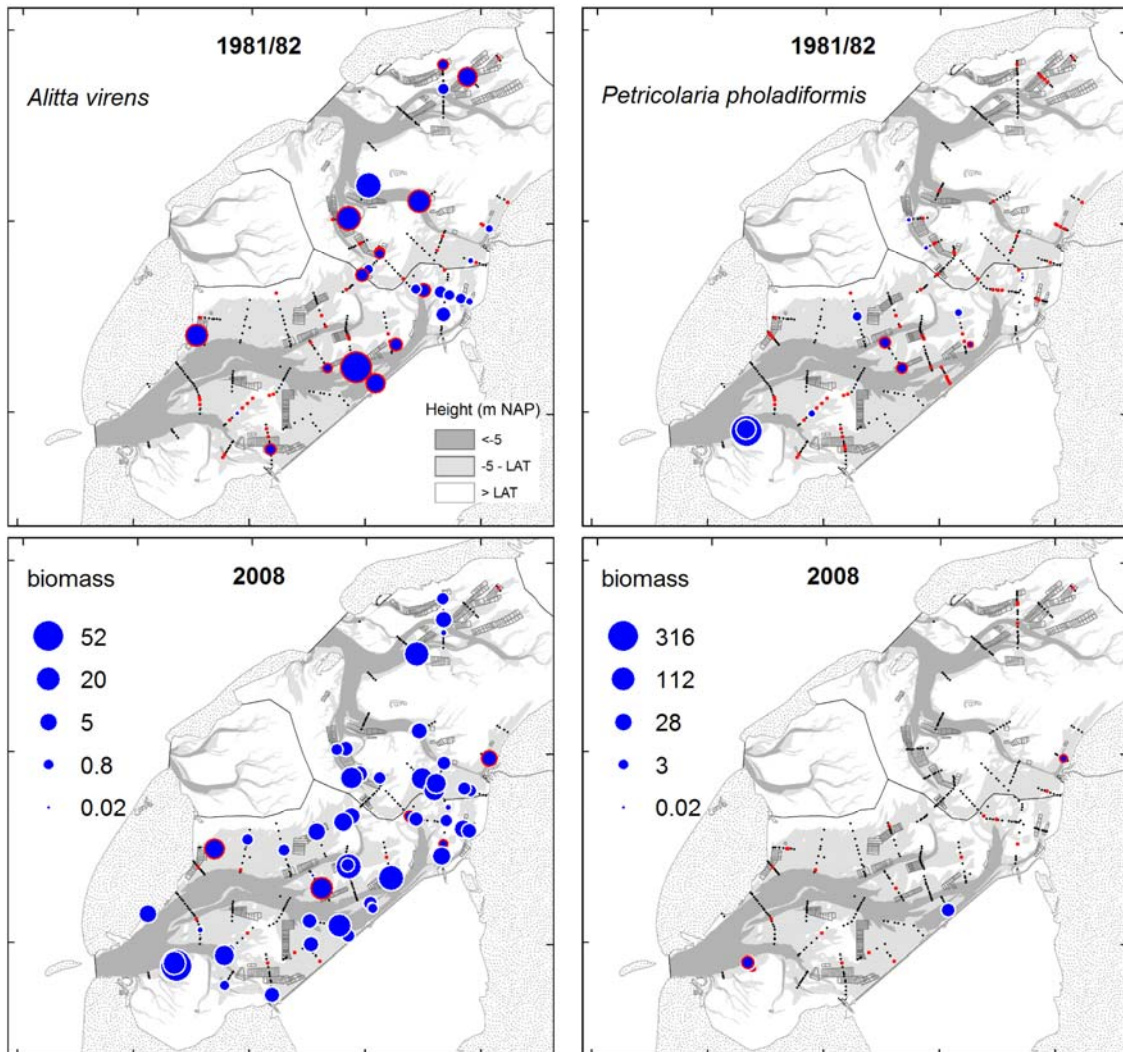 1981/82
Alitta virens
Height (m NAP)
<-5
-5 - LAT
> LAT
1981/82
Petricolaria pholadiformis
2008
biomass
52
20
5
0.8
0.02
2008
biomass
316
112
28
3
0.02